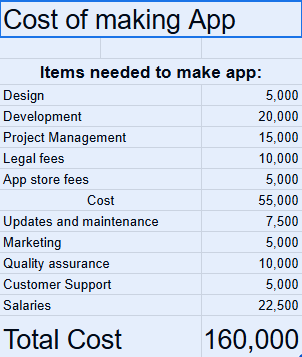 Cost of making App
Items needed to make app:
Design 5,000
Development 20,000
Project Management 15,000
Legal fees 10,000
App store fees 5,000
Cost 55,000
Updates and maintenance 7,500
Marketing 5,000
Quality assurance 10,000
Customer Support 5,000
Salaries 22,500
Total Cost 160,000